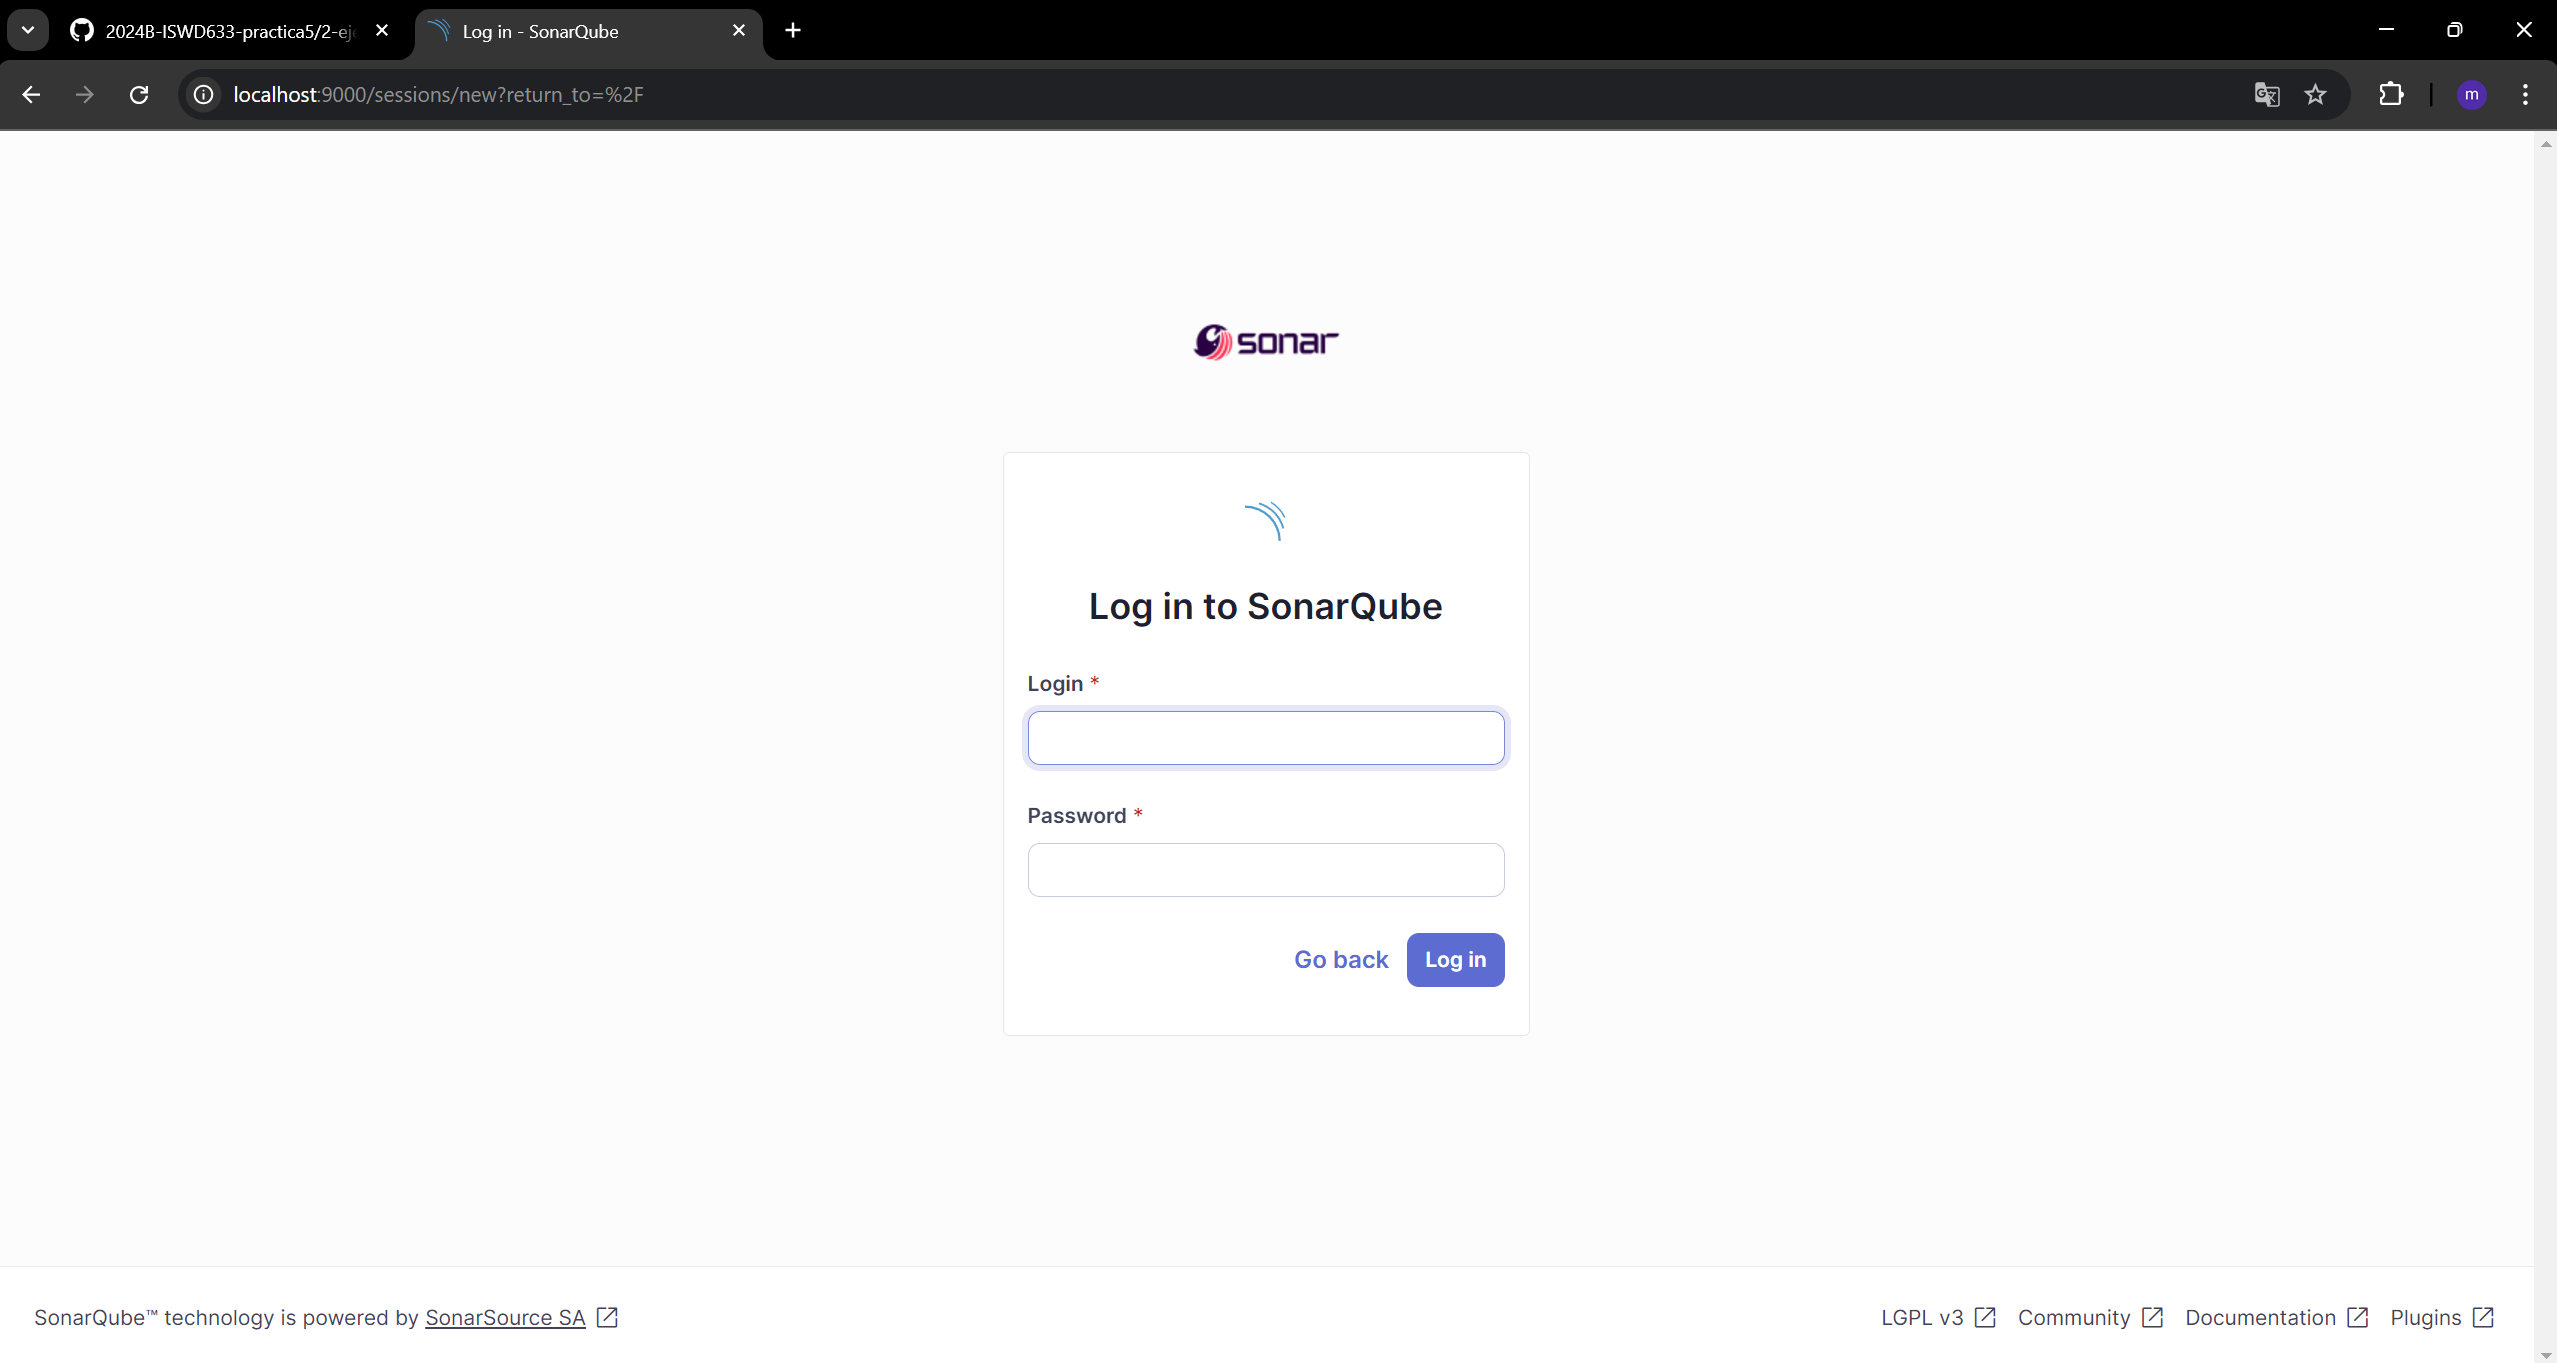 2024B-ISWD633-practica5/2-eje
Log in - SonarQube
localhost:9000/sessions/new?return_to=%2F
m
sonar
Log in to SonarQube
Login *
Password *
Go back
Log in
SonarQube™ technology is powered by SonarSource SA
LGPL v3
Community
Documentation
Plugins